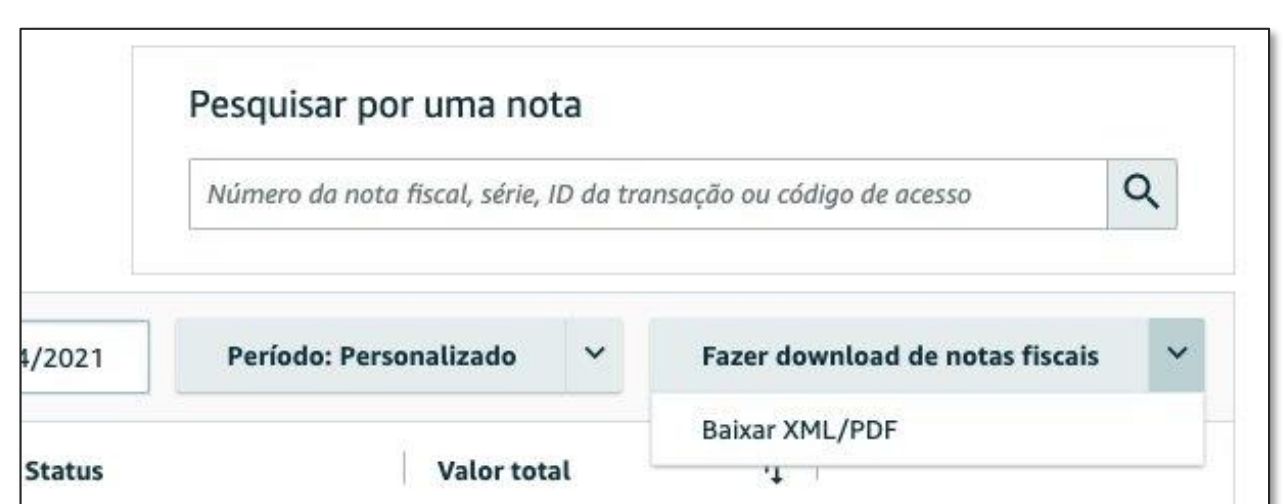 Pesquisar por uma nota
Número da nota fiscal, série, ID da transação ou código de acesso
4/2021
Período: Personalizado
Fazer download de notas fiscais
Baixar XML/PDF
Status
Valor total